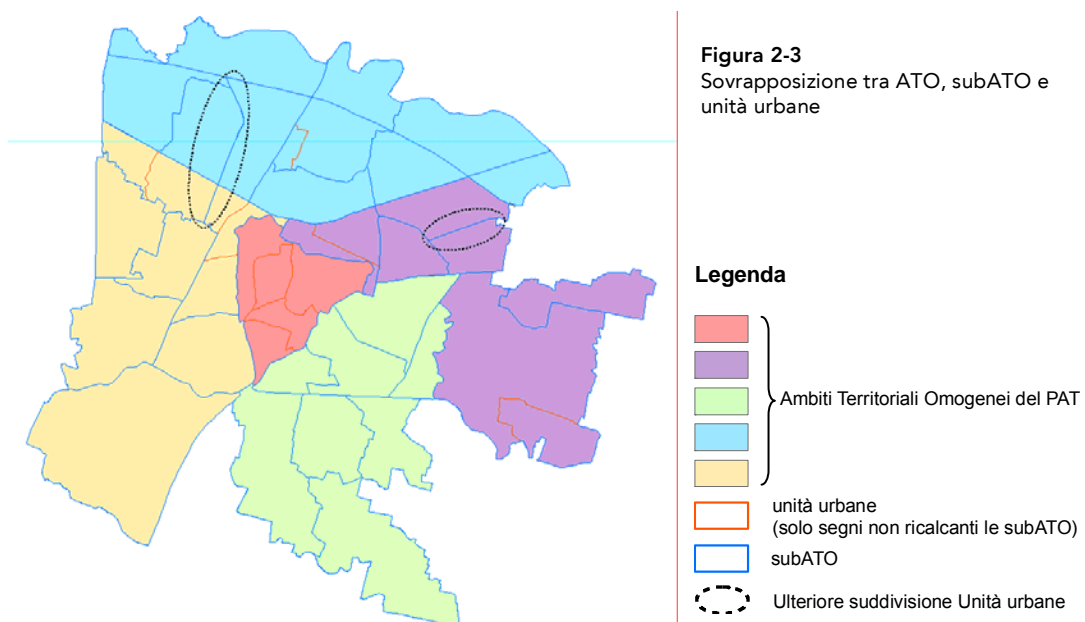 Figura 2-3
Sovrapposizione tra ATO, subATO e
unità urbane
Legenda
Ambiti Territoriali Omogenei del PAT
unità urbane
(solo segni non ricalcanti le subATO)
subATO
Ulteriore suddivisione Unità urbane